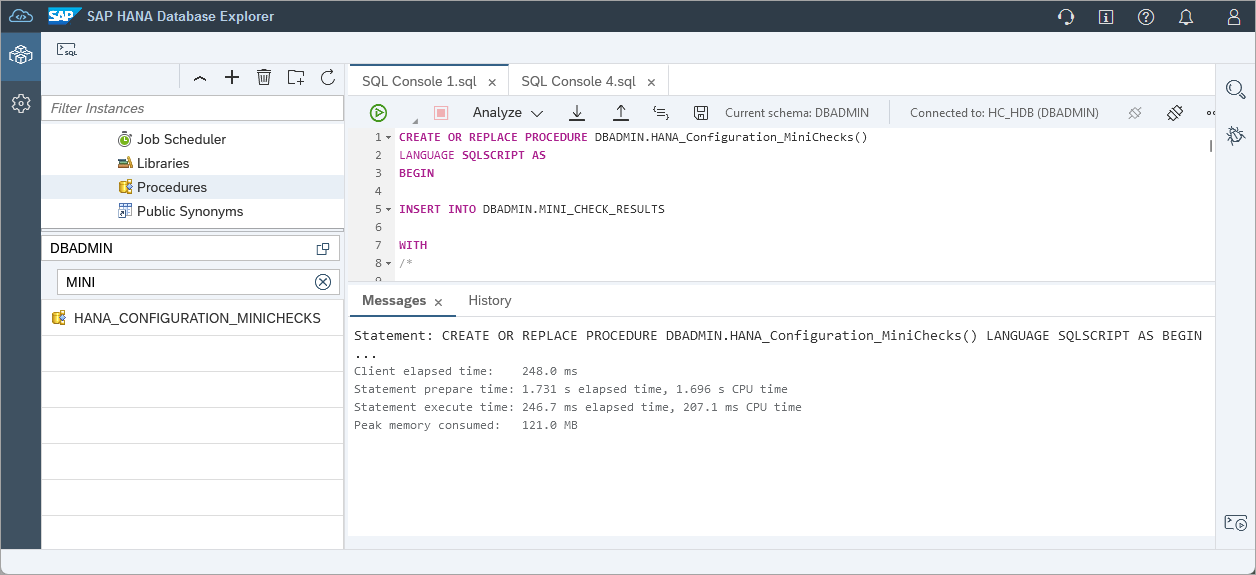 SAP SAP HANA Database Explorer
SQL
Filter Instances
Job Scheduler
Libraries
Procedures
Public Synonyms
DBADMIN
MINI
HANA_CONFIGURATION_MINICHECKS
SQL Console 1.sql × SQL Console 4.sql ×
Analyze Current schema: DBADMIN Connected to: HC_HDB (DBADMIN)
1 CREATE OR REPLACE PROCEDURE DBADMIN.HANA_Configuration_MiniChecks()
2 LANGUAGE SQLSCRIPT AS
3 BEGIN
4
5 INSERT INTO DBADMIN.MINI_CHECK_RESULTS
6
7 WITH
8 /*
9
Messages × History
Statement: CREATE OR REPLACE PROCEDURE DBADMIN.HANA_Configuration_MiniChecks() LANGUAGE SQLSCRIPT AS BEGIN
...
Client elapsed time: 248.0 ms
Statement prepare time: 1.731 s elapsed time, 1.696 s CPU time
Statement execute time: 246.7 ms elapsed time, 207.1 ms CPU time
Peak memory consumed: 121.0 MB